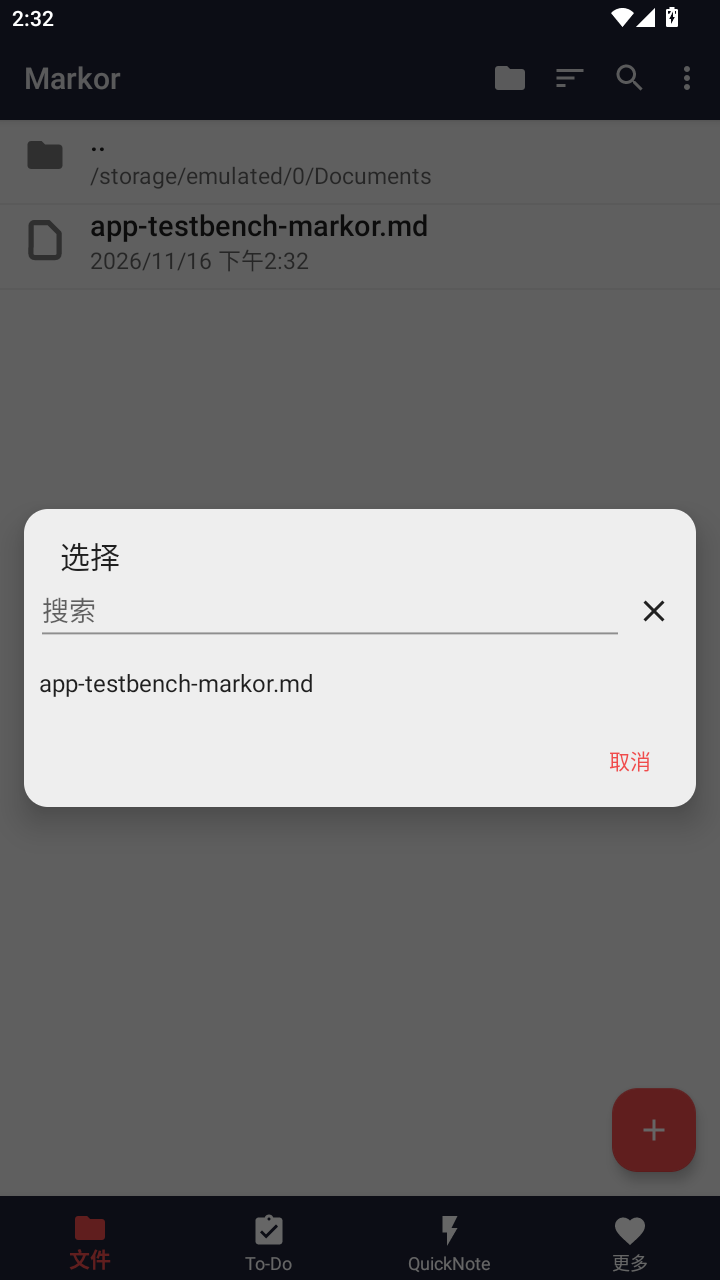 2:32
Markor
..
/storage/emulated/0/Documents
app-testbench-markor.md
2026/11/16 下午2:32
选择
搜索
app-testbench-markor.md
取消
文件
To-Do
QuickNote
更多